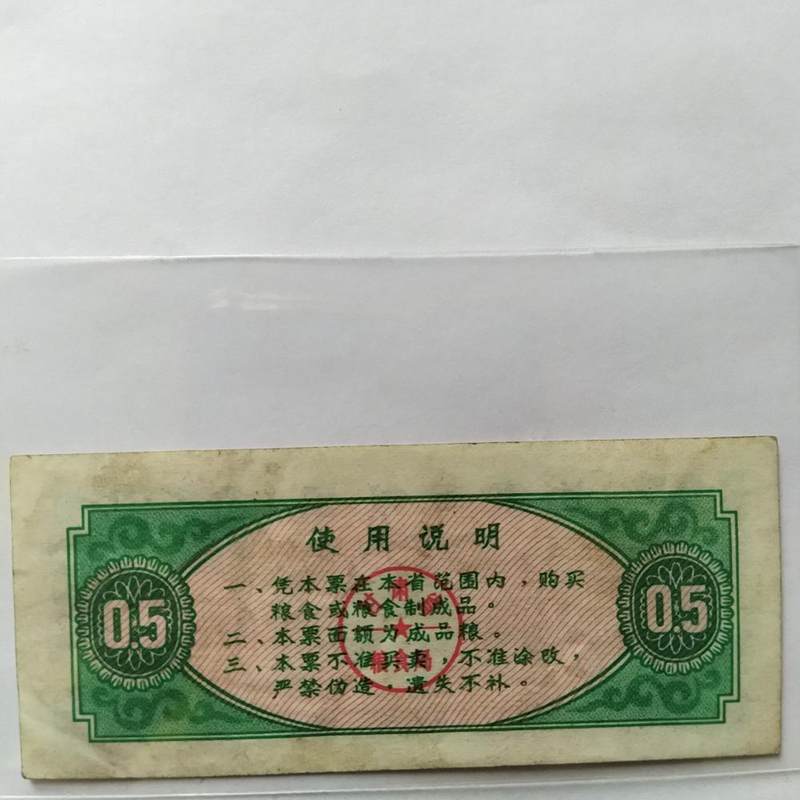 使用说明
0.5
0.5
一、凭本票在本省范围内，购买
粮食或粮食制成品。
二、本票面额为成品粮。
三、本票不准买卖，不准涂改，
严禁伪造，遗失不补。